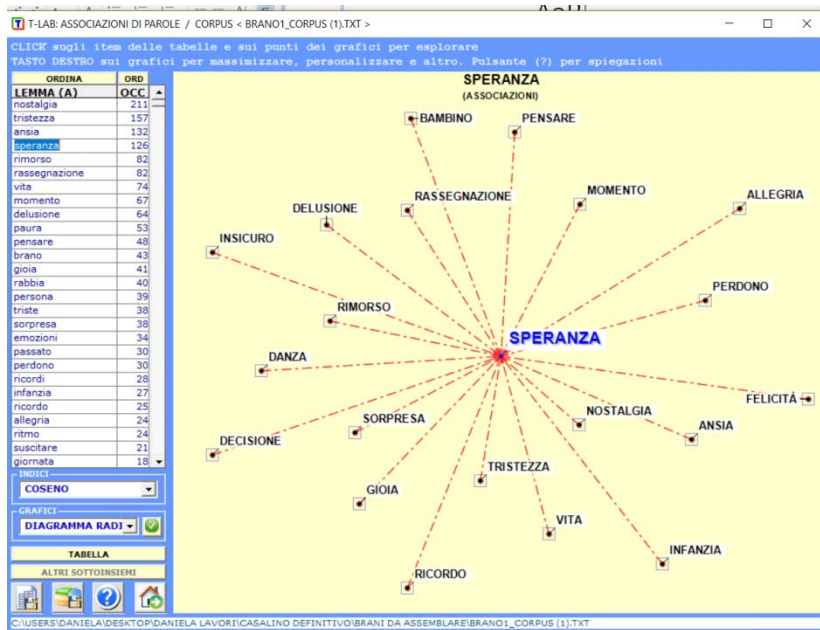 T-LAB: ASSOCIAZIONI DI PAROLE / CORPUS < BRANO1_CORPUS (1).TXT >
CLICK sugli item delle tabelle e sui punti dei grafici per esplorare
TASTO DESTRO sui grafici per massimizzare, personalizzare e altro. Pulsante (?) per spiegazioni
ORDINA ORD
LEMMA (A) OCC
nostalgia 211
tristezza 157
ansia 132
speranza 126
rimorso 82
rassegnazione 82
vita 74
momento 67
delusione 64
paura 53
pensare 48
brano 43
gioia 41
rabbia 40
persona 39
triste 38
sorpresa 38
emozioni 34
passato 30
perdono 30
ricordi 28
infanzia 27
ricordo 25
allegria 24
ritmo 24
suscitare 21
giornata 18
INDICI
COSENO
GRAFICI
DIAGRAMMA RADI
TABELLA
ALTRI SOTTOINSIEMI
SPERANZA
(ASSOCIAZIONI)
BAMBINO
PENSARE
RASSEGNAZIONE
MOMENTO
ALLEGRIA
DELUSIONE
INSICURO
PERDONO
RIMORSO
SPERANZA
DANZA
FELICITÀ
NOSTALGIA
SORPRESA
ANSIA
DECISIONE
TRISTEZZA
GIOIA
VITA
INFANZIA
RICORDO
C:\USERS\DANIELA\DESKTOP\DANIELA LAVORI\CASALINO DEFINITIVO\BRANI DA ASSEMBLARE\BRANO1_CORPUS (1).TXT